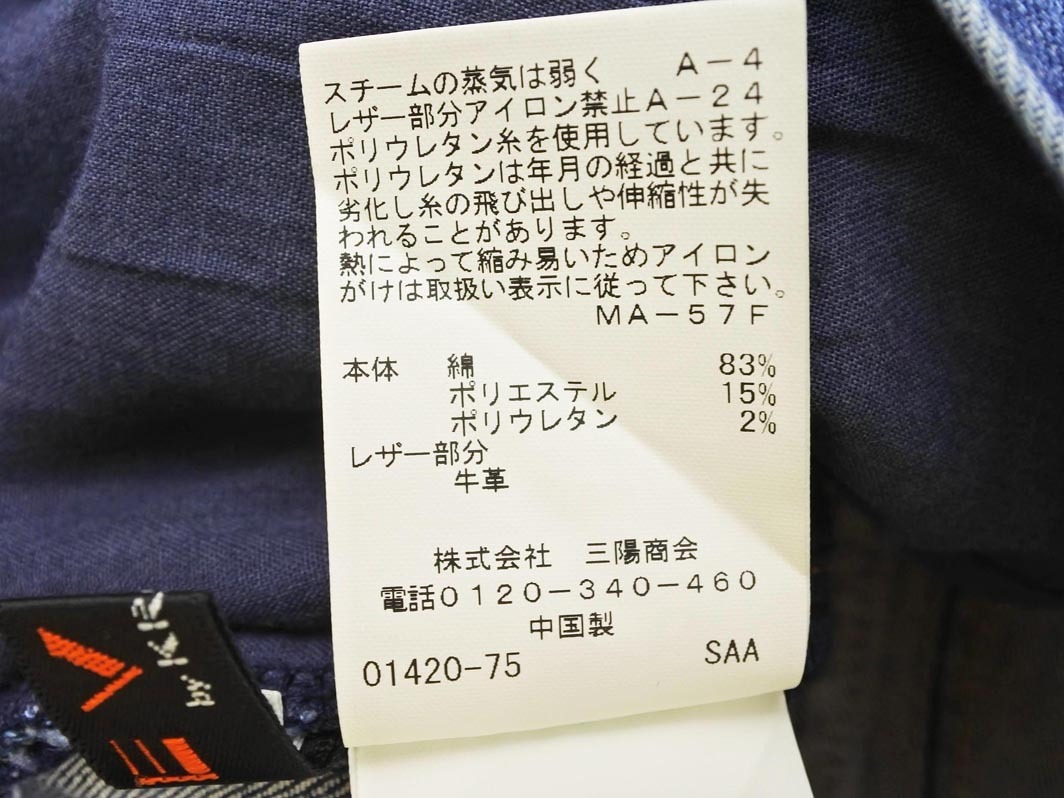 スチームの蒸気は弱く A-4
レザー部分アイロン禁止A-24
ポリウレタン糸を使用しています。
ポリウレタンは年月の経過と共に
劣化し糸の飛び出しや伸縮性が失
われることがあります。
熱によって縮み易いためアイロン
がけは取扱い表示に従って下さい。
MA-57F
本体 綿 83%
ポリエステル 15%
ポリウレタン 2%
レザー部分
牛革
株式会社 三陽商会
電話0120-340-460
中国製
01420-75 SAA
by